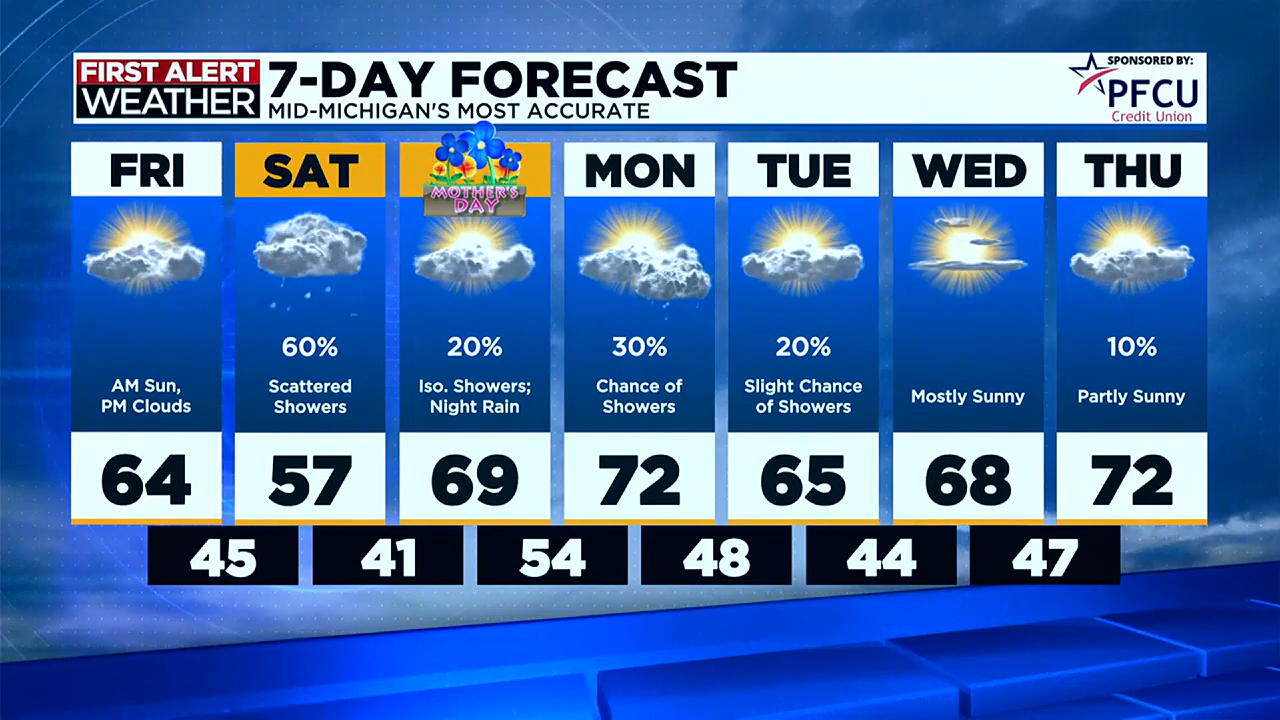 FIRST ALERT
WEATHER
7-DAY FORECAST
MID-MICHIGAN'S MOST ACCURATE
SPONSORED BY:
PFCU
Credit Union
FRI
SAT
MOTHER'S
DAY
MON
TUE
WED
THU
60%
20%
30%
20%
10%
AM Sun,
PM Clouds
Scattered
Showers
Iso. Showers;
Night Rain
Chance of
Showers
Slight Chance
of Showers
Mostly Sunny
Partly Sunny
64
57
69
72
65
68
72
45
41
54
48
44
47